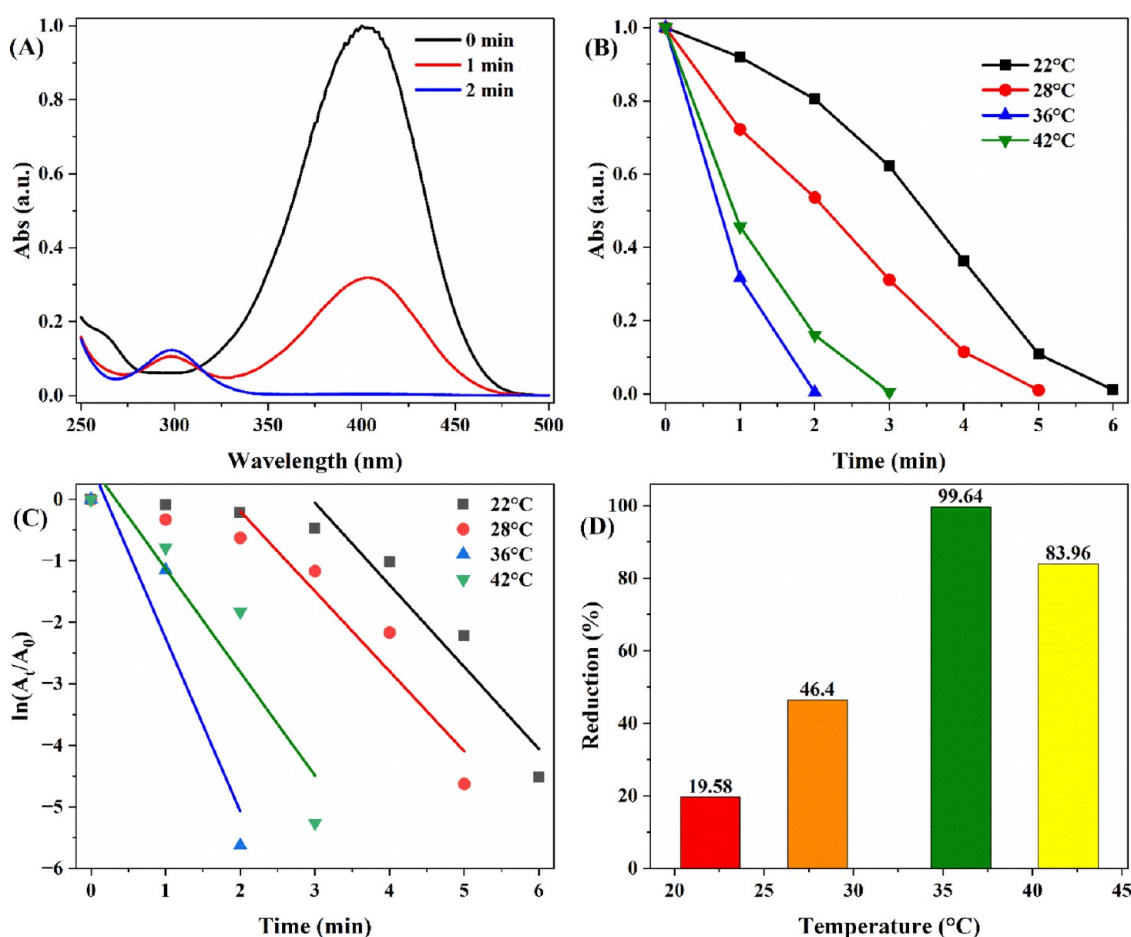 (A)
0 min
1 min
2 min
Abs (a.u.)
1.0
0.8
0.6
0.4
0.2
0.0
250 300 350 400 450 500
Wavelength (nm)
(B)
22°C
28°C
36°C
42°C
Abs (a.u.)
1.0
0.8
0.6
0.4
0.2
0.0
0 1 2 3 4 5 6
Time (min)
(C)
22°C
28°C
36°C
42°C
ln(At/A0)
0
−1
−2
−3
−4
−5
−6
0 1 2 3 4 5 6
Time (min)
(D)
99.64
83.96
46.4
19.58
Reduction (%)
100
80
60
40
20
0
20 25 30 35 40 45
Temperature (°C)